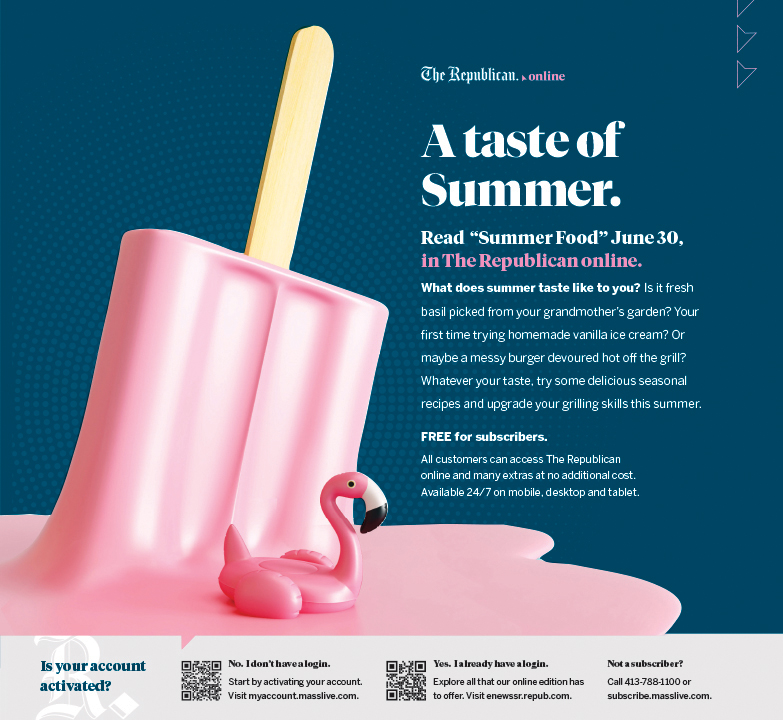 The Republican. online
A taste of
Summer.
Read “Summer Food” June 30,
in The Republican online.
What does summer taste like to you? Is it fresh
basil picked from your grandmother's garden? Your
first time trying homemade vanilla ice cream? Or
maybe a messy burger devoured hot off the grill?
Whatever your taste, try some delicious seasonal
recipes and upgrade your grilling skills this summer.
FREE for subscribers.
All customers can access The Republican
online and many extras at no additional cost.
Available 24/7 on mobile, desktop and tablet.
Is your account
activated?
No. I don't have a login.
Start by activating your account.
Visit myaccount.masslive.com.
Yes. I already have a login.
Explore all that our online edition has
to offer. Visit enewssr.repub.com.
Not a subscriber?
Call 413-788-1100 or
subscribe.masslive.com.
R.